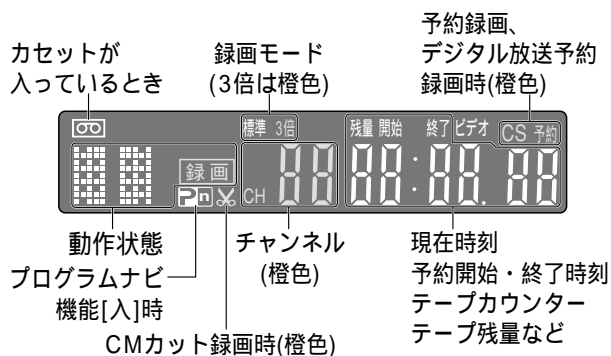 予約録画、
デジタル放送予約
録画時(橙色)
カセットが
入っているとき
録画モード
(3倍は橙色)
標準 3倍
残量 開始 終了 ビデオ
CS 予約
録画
Pn
CH 88
88:88. 88
動作状態
プログラムナビ
機能[入]時
CMカット録画時(橙色)
チャンネル
(橙色)
現在時刻
予約開始・終了時刻
テープカウンター
テープ残量など